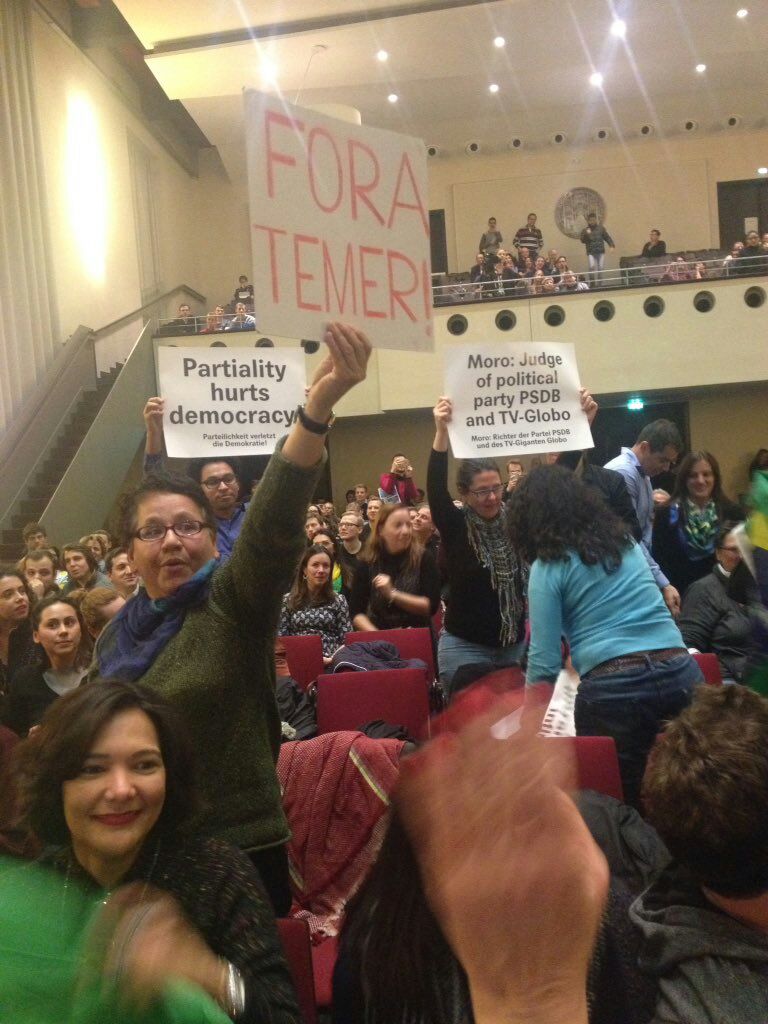 FORA
TEMER!
Partiality
hurts
democracy!
Parteilichkeit verletzt
die Demokratie!
Moro: Judge
of political
party PSDB
and TV-Globo
Moro: Richter der Partei PSDB
und des TV-Giganten Globo